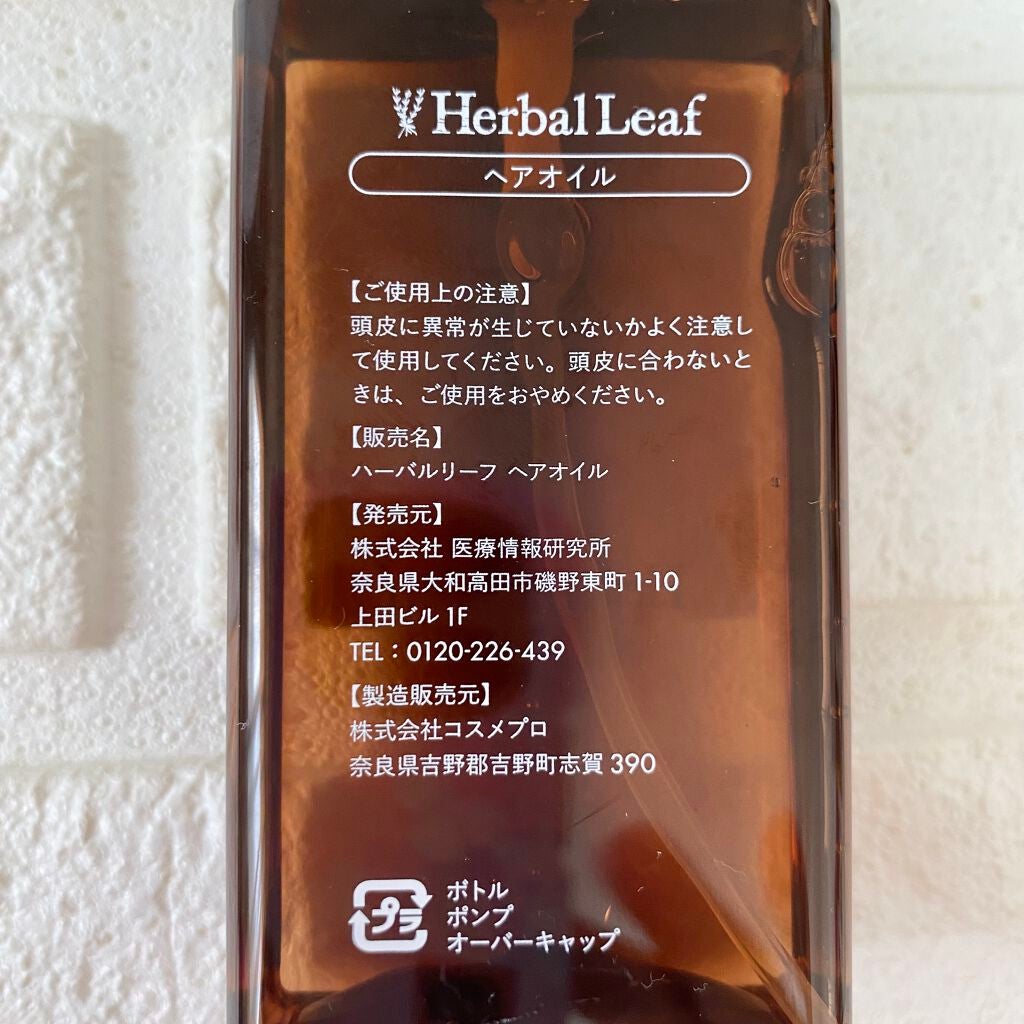 Herbal Leaf
ヘアオイル
【ご使用上の注意】
頭皮に異常が生じていないかよく注意し
て使用してください。頭皮に合わないと
きは、ご使用をおやめください。
【販売名】
ハーバルリーフ ヘアオイル
【発売元】
株式会社 医療情報研究所
奈良県大和高田市磯野東町 1-10
上田ビル 1F
TEL：0120-226-439
【製造販売元】
株式会社コスメプロ
奈良県吉野郡吉野町志賀 390
プラ
ボトル
ポンプ
オーバーキャップ